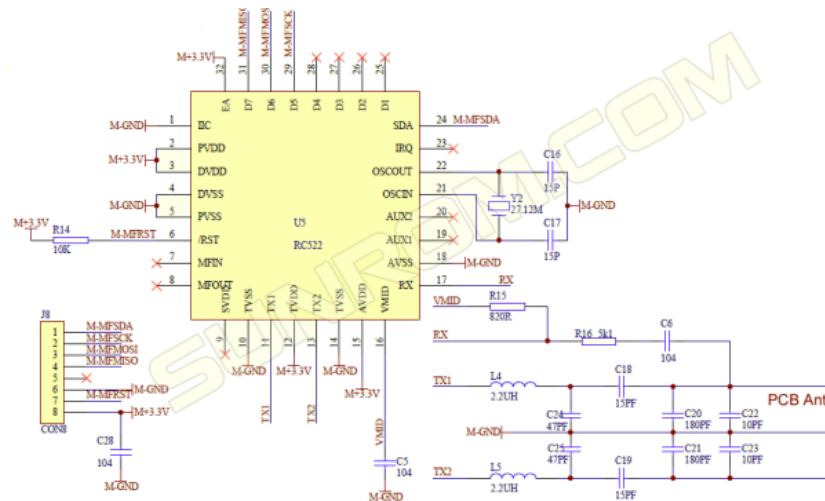 M-MFMISO
M-MFMOS
M-MFSCK
M+3.3V
32
31
30
29
28
27
26
25
EA
D7
D6
D5
D4
D3
D2
D1
M-GND
1
IIC
SDA
24
M-MFSDA
2
PVDD
IRQ
23
M+3.3V
3
DVDD
OSCOUT
22
C16
15P
4
DVSS
OSCIN
21
Y2
27.12M
M-GND
M-GND
5
PVSS
U5
AUX2
20
M+3.3V
R14
10K
M-MFRST
6
/RST
RC522
AUX1
19
C17
15P
7
MFIN
AVSS
18
M-GND
8
MFOUT
RX
17
RX
SVDD
TVSS
TX1
TVDD
TX2
TVSS
AVDD
VMID
9
10
11
12
13
14
15
16
M-GND
M+3.3V
M-GND
M+3.3V
TX1
TX2
VMID
C5
104
M-GND
J8
1
M-MFSDA
2
M-MFSCK
3
M-MFMOSI
4
M-MFMISO
5
6
M-GND
7
M-MFRST
8
M+3.3V
CON8
C28
104
M-GND
VMID
R15
820R
RX
R16 5k1
C6
104
TX1
L4
2.2UH
C18
15PF
PCB Ant
C24
47PF
C20
180PF
C22
10PF
M-GND
C25
47PF
C21
180PF
C23
10PF
TX2
L5
2.2UH
C19
15PF
SUNROM.COM